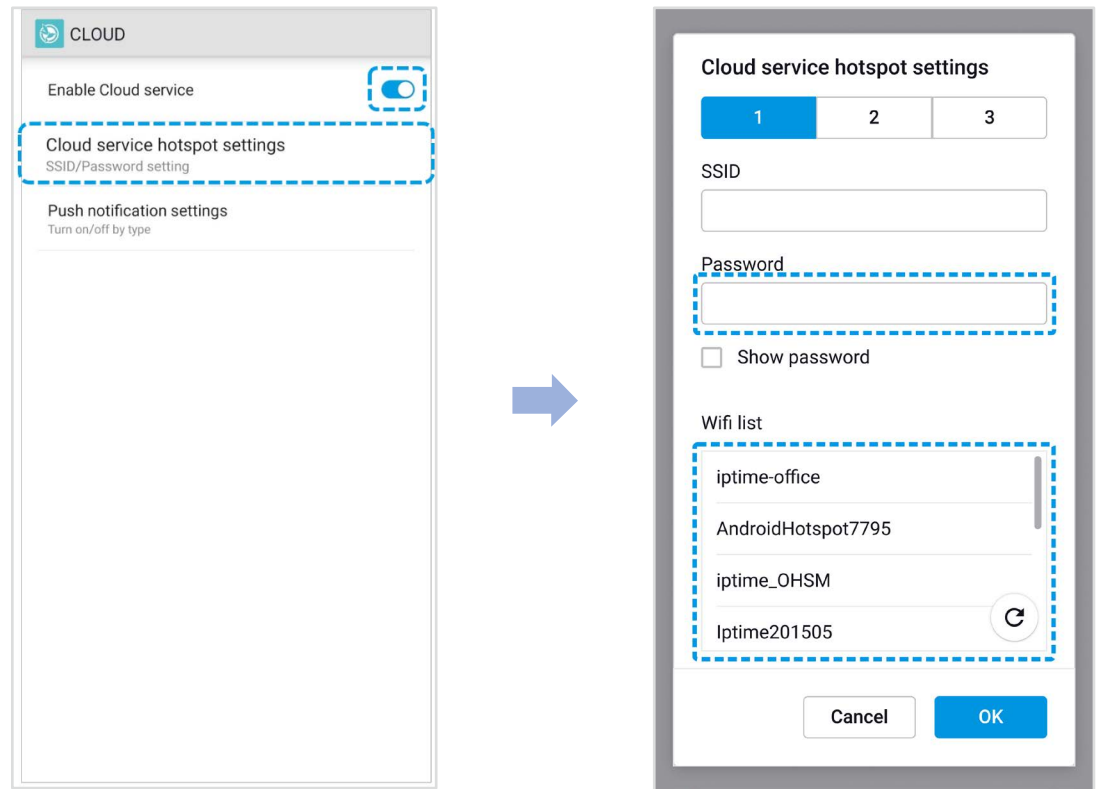 CLOUD
Enable Cloud service
Cloud service hotspot settings
SSID/Password setting
Push notification settings
Turn on/off by type
Cloud service hotspot settings
1 2 3
SSID
Password
Show password
Wifi list
iptime-office
AndroidHotspot7795
iptime_OHSM
Iptime201505
Cancel OK